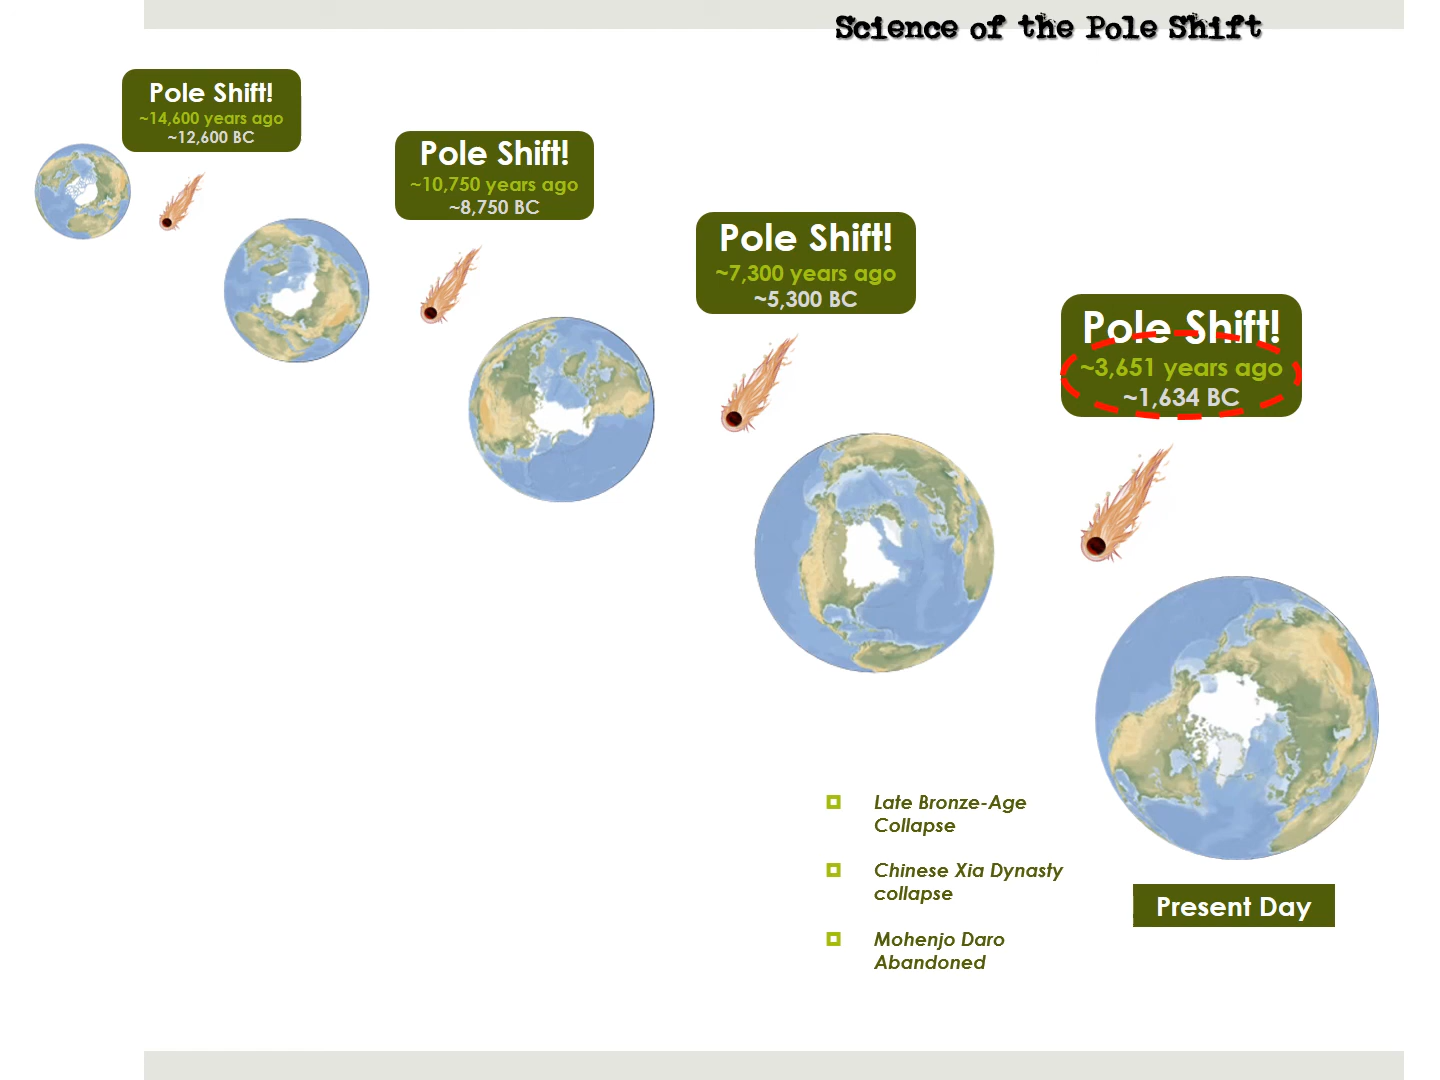 Science of the Pole Shift
Pole Shift!
~14,600 years ago
~12,600 BC
Pole Shift!
~10,750 years ago
~8,750 BC
Pole Shift!
~7,300 years ago
~5,300 BC
Pole Shift!
~3,651 years ago
~1,634 BC
Late Bronze-Age
Collapse
Chinese Xia Dynasty
collapse
Mohenjo Daro
Abandoned
Present Day